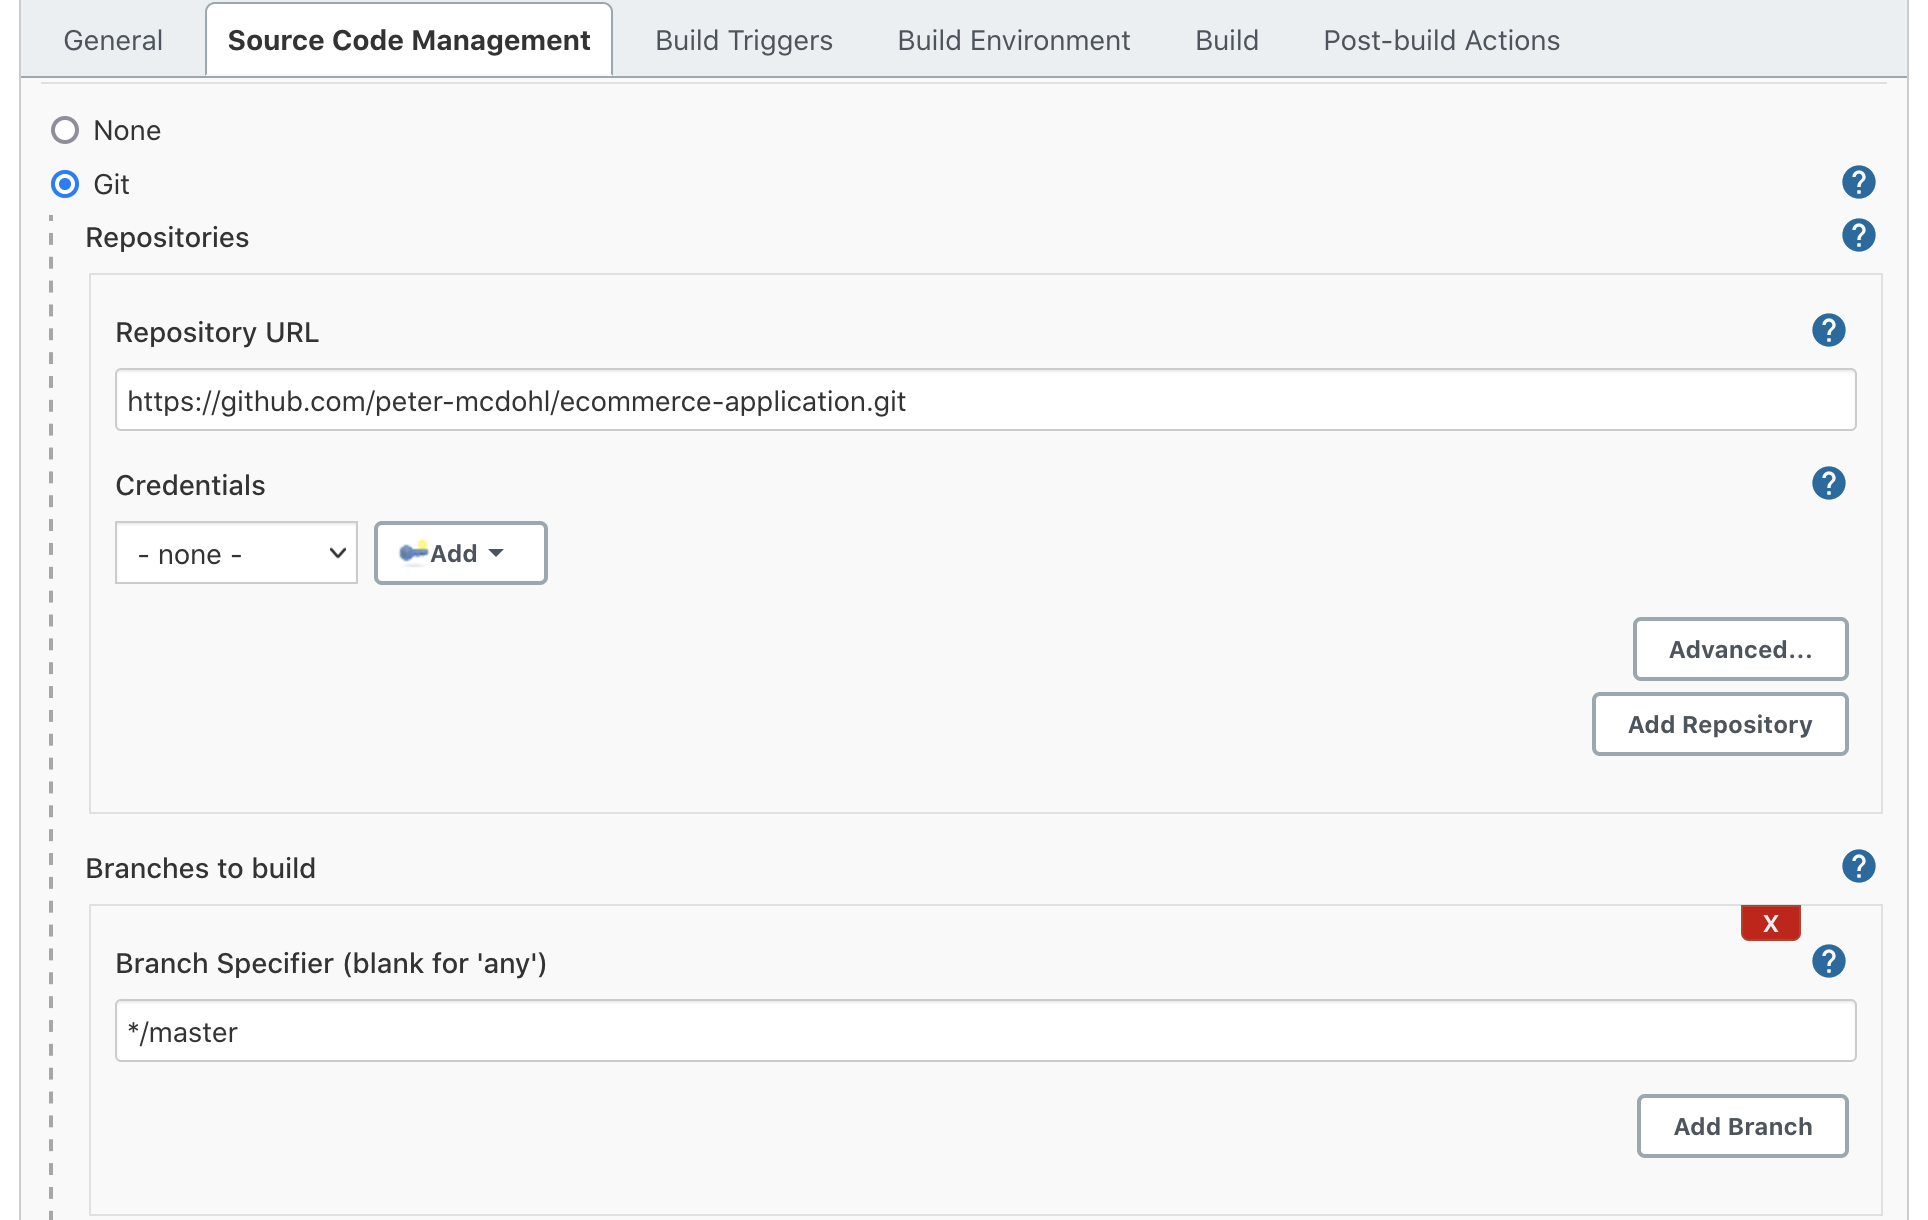 General Source Code Management Build Triggers Build Environment Build Post-build Actions
None
Git ?
Repositories ?
Repository URL ?
https://github.com/peter-mcdohl/ecommerce-application.git
Credentials ?
- none - Add
Advanced...
Add Repository
Branches to build ?
X
Branch Specifier (blank for 'any') ?
*/master
Add Branch